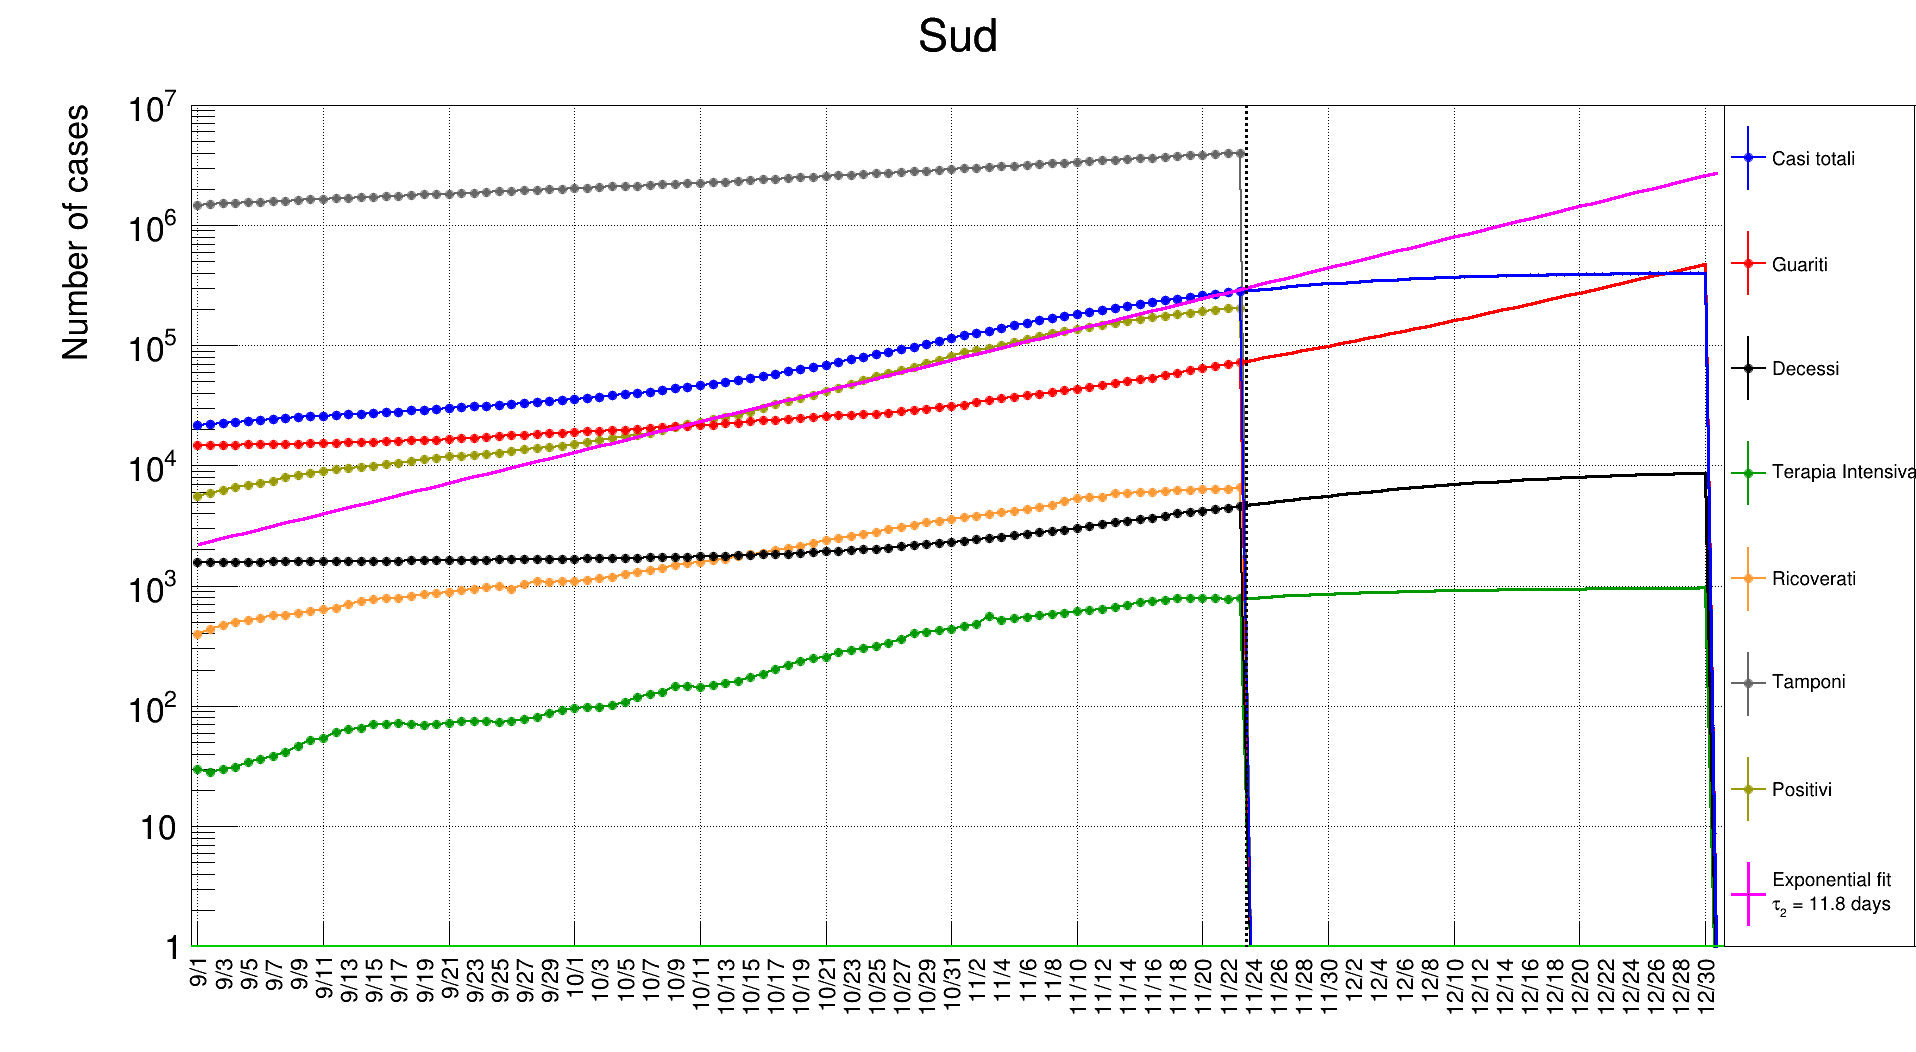 Sud
Number of cases
10^7
10^6
10^5
10^4
10^3
10^2
10
1
9/1 9/3 9/5 9/7 9/9 9/11 9/13 9/15 9/17 9/19 9/21 9/23 9/25 9/27 9/29 10/1 10/3 10/5 10/7 10/9 10/11 10/13 10/15 10/17 10/19 10/21 10/23 10/25 10/27 10/29 10/31 11/2 11/4 11/6 11/8 11/10 11/12 11/14 11/16 11/18 11/20 11/22 11/24 11/26 11/28 11/30 12/2 12/4 12/6 12/8 12/10 12/12 12/14 12/16 12/18 12/20 12/22 12/24 12/26 12/28 12/30
Casi totali
Guariti
Decessi
Terapia Intensiva
Ricoverati
Tamponi
Positivi
Exponential fit
τ₂ = 11.8 days